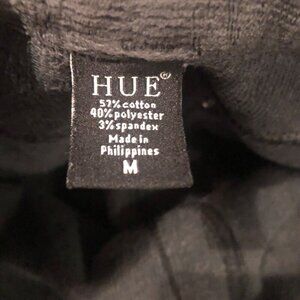 HUE®
57% cotton
40% polyester
3% spandex
Made in
Philippines
M